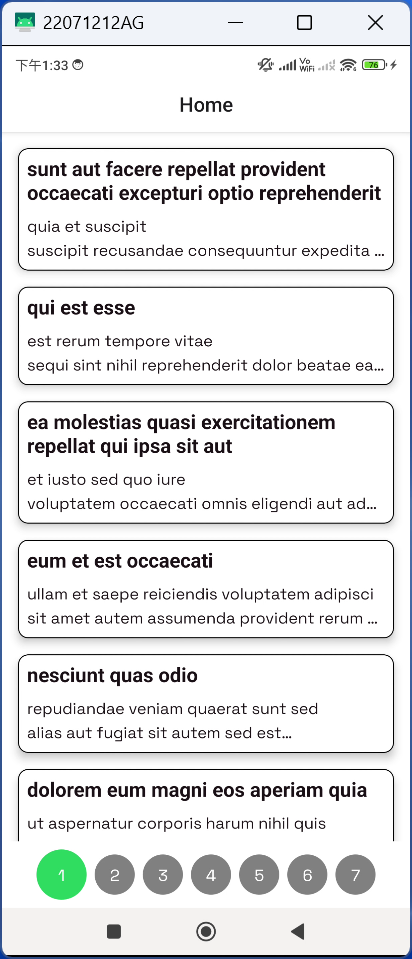 22071212AG
下午1:33
Vo
WiFi
76
Home
sunt aut facere repellat provident
occaecati excepturi optio reprehenderit
quia et suscipit
suscipit recusandae consequuntur expedita ...
qui est esse
est rerum tempore vitae
sequi sint nihil reprehenderit dolor beatae ea...
ea molestias quasi exercitationem
repellat qui ipsa sit aut
et iusto sed quo iure
voluptatem occaecati omnis eligendi aut ad...
eum et est occaecati
ullam et saepe reiciendis voluptatem adipisci
sit amet autem assumenda provident rerum ...
nesciunt quas odio
repudiandae veniam quaerat sunt sed
alias aut fugiat sit autem sed est...
dolorem eum magni eos aperiam quia
ut aspernatur corporis harum nihil quis
1 2 3 4 5 6 7